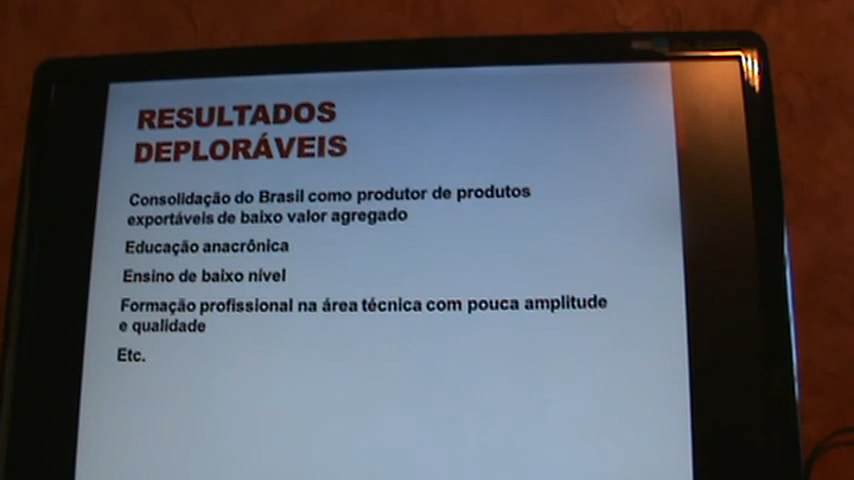 RESULTADOS
DEPLORÁVEIS
Consolidação do Brasil como produtor de produtos
exportáveis de baixo valor agregado
Educação anacrônica
Ensino de baixo nível
Formação profissional na área técnica com pouca amplitude
e qualidade
Etc.